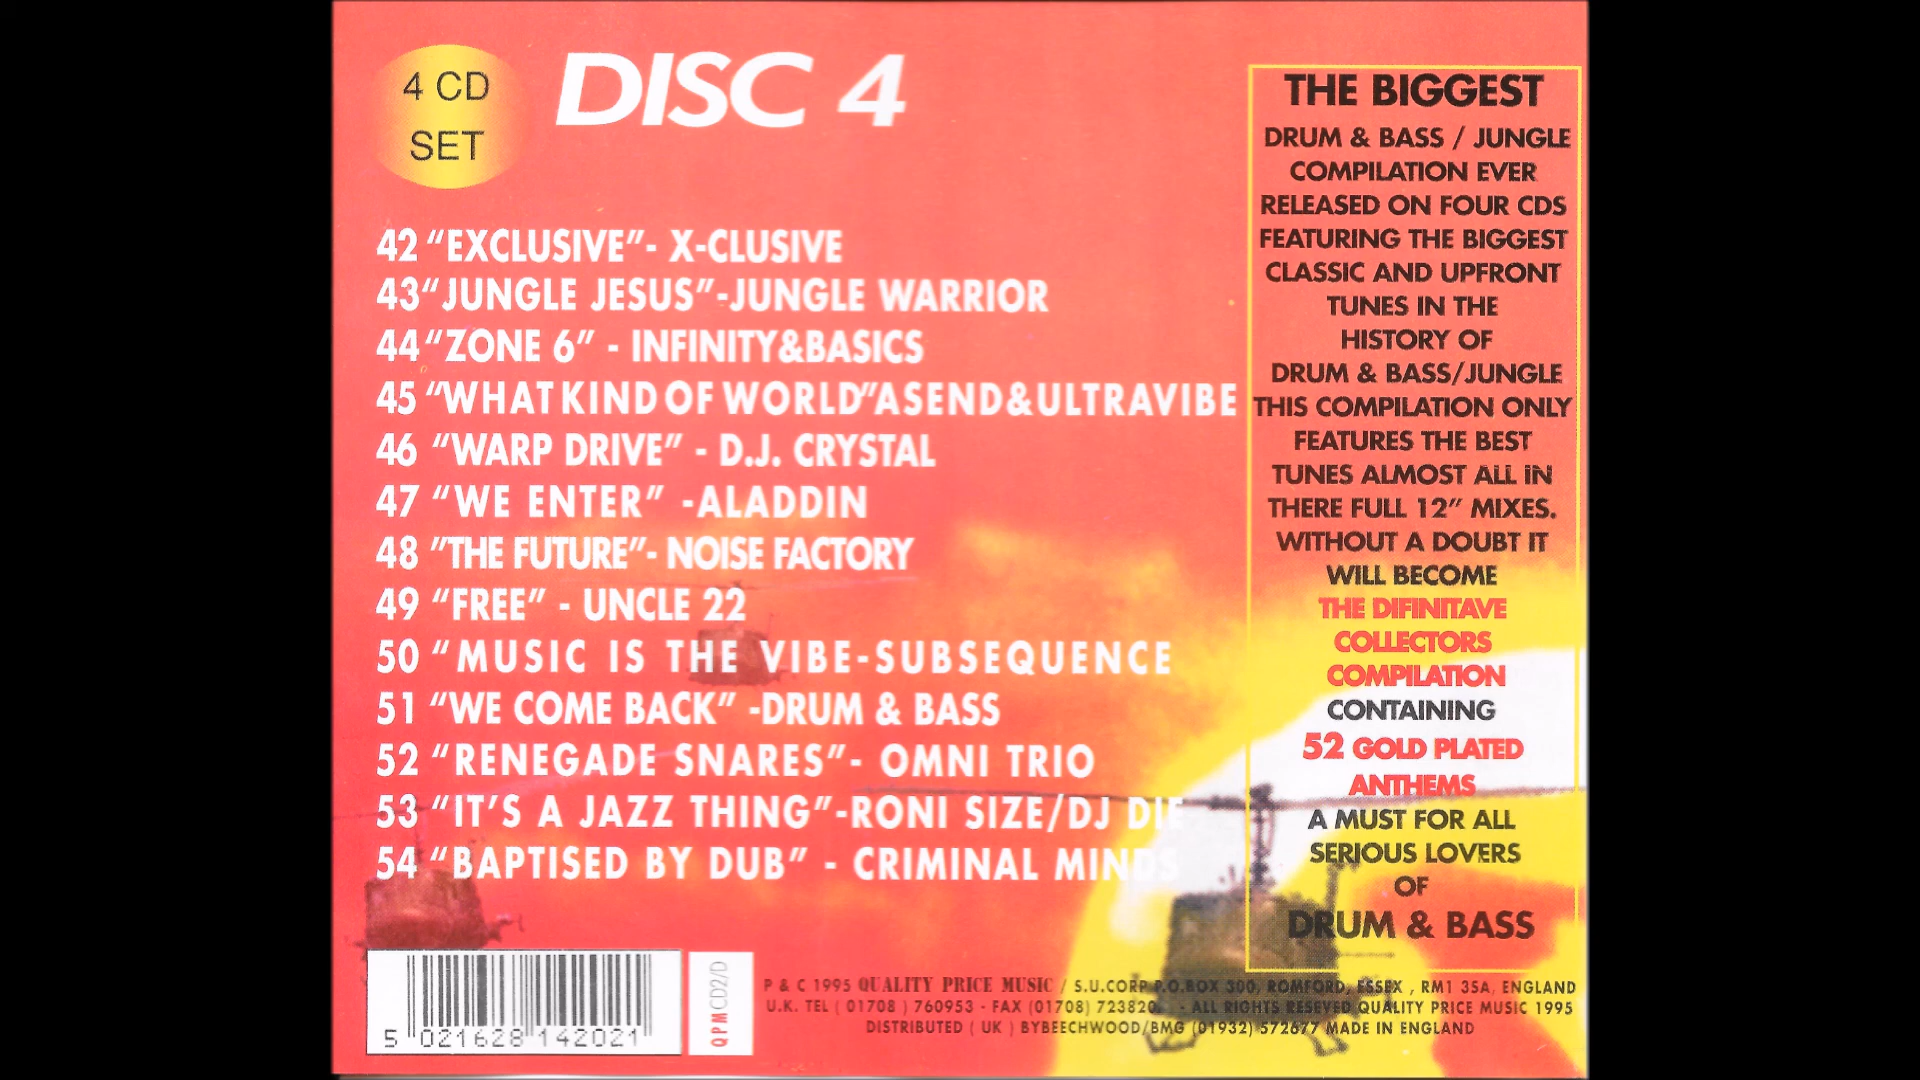 4 CD
SET
DISC 4
42 "EXCLUSIVE"- X-CLUSIVE
43"JUNGLE JESUS"-JUNGLE WARRIOR
44"ZONE 6" - INFINITY&BASICS
45 "WHAT KIND OF WORLD"ASEND&ULTRAVIBE
46 "WARP DRIVE" - D.J. CRYSTAL
47 "WE ENTER" -ALADDIN
48 "THE FUTURE"- NOISE FACTORY
49 "FREE" - UNCLE 22
50 "MUSIC IS THE VIBE-SUBSEQUENCE
51 "WE COME BACK" -DRUM & BASS
52 "RENEGADE SNARES"- OMNI TRIO
53 "IT'S A JAZZ THING"-RONI SIZE/DJ DIE
54 "BAPTISED BY DUB" - CRIMINAL MINDS
THE BIGGEST
DRUM & BASS / JUNGLE
COMPILATION EVER
RELEASED ON FOUR CDS
FEATURING THE BIGGEST
CLASSIC AND UPFRONT
TUNES IN THE
HISTORY OF
DRUM & BASS/JUNGLE
THIS COMPILATION ONLY
FEATURES THE BEST
TUNES ALMOST ALL IN
THERE FULL 12" MIXES.
WITHOUT A DOUBT IT
WILL BECOME
THE DIFINITAVE
COLLECTORS
COMPILATION
CONTAINING
52 GOLD PLATED
ANTHEMS
A MUST FOR ALL
SERIOUS LOVERS
OF
DRUM & BASS
5 021628 142021
QPMCD2/D
P & C 1995 QUALITY PRICE MUSIC / S.U.CORP P.O.BOX 300, ROMFORD, ESSEX , RM1 3SA, ENGLAND
U.K. TEL ( 01708 ) 760953 - FAX (01708) 723820. - ALL RIGHTS RESEVED QUALITY PRICE MUSIC 1995
DISTRIBUTED ( UK ) BYBEECHWOOD/BMG (01932) 572677 MADE IN ENGLAND